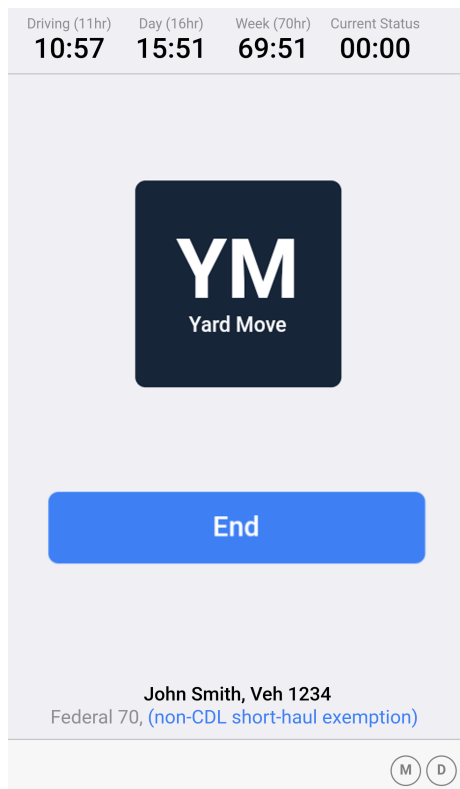 Driving (11hr) Day (16hr) Week (70hr) Current Status
10:57 15:51 69:51 00:00
YM
Yard Move
End
John Smith, Veh 1234
Federal 70, (non-CDL short-haul exemption)
M D